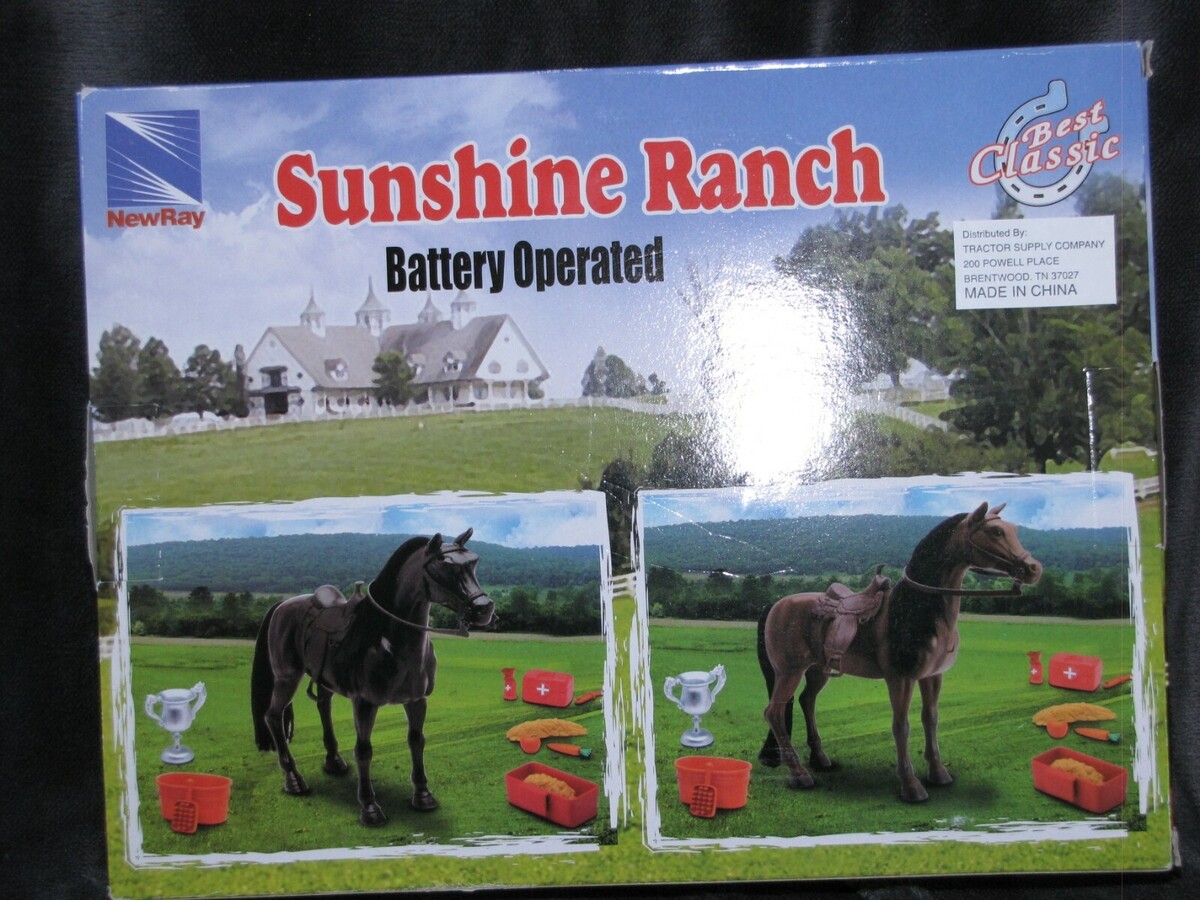 NewRay
Sunshine Ranch
Battery Operated
Best
Classic
Distributed By:
TRACTOR SUPPLY COMPANY
200 POWELL PLACE
BRENTWOOD. TN 37027
MADE IN CHINA